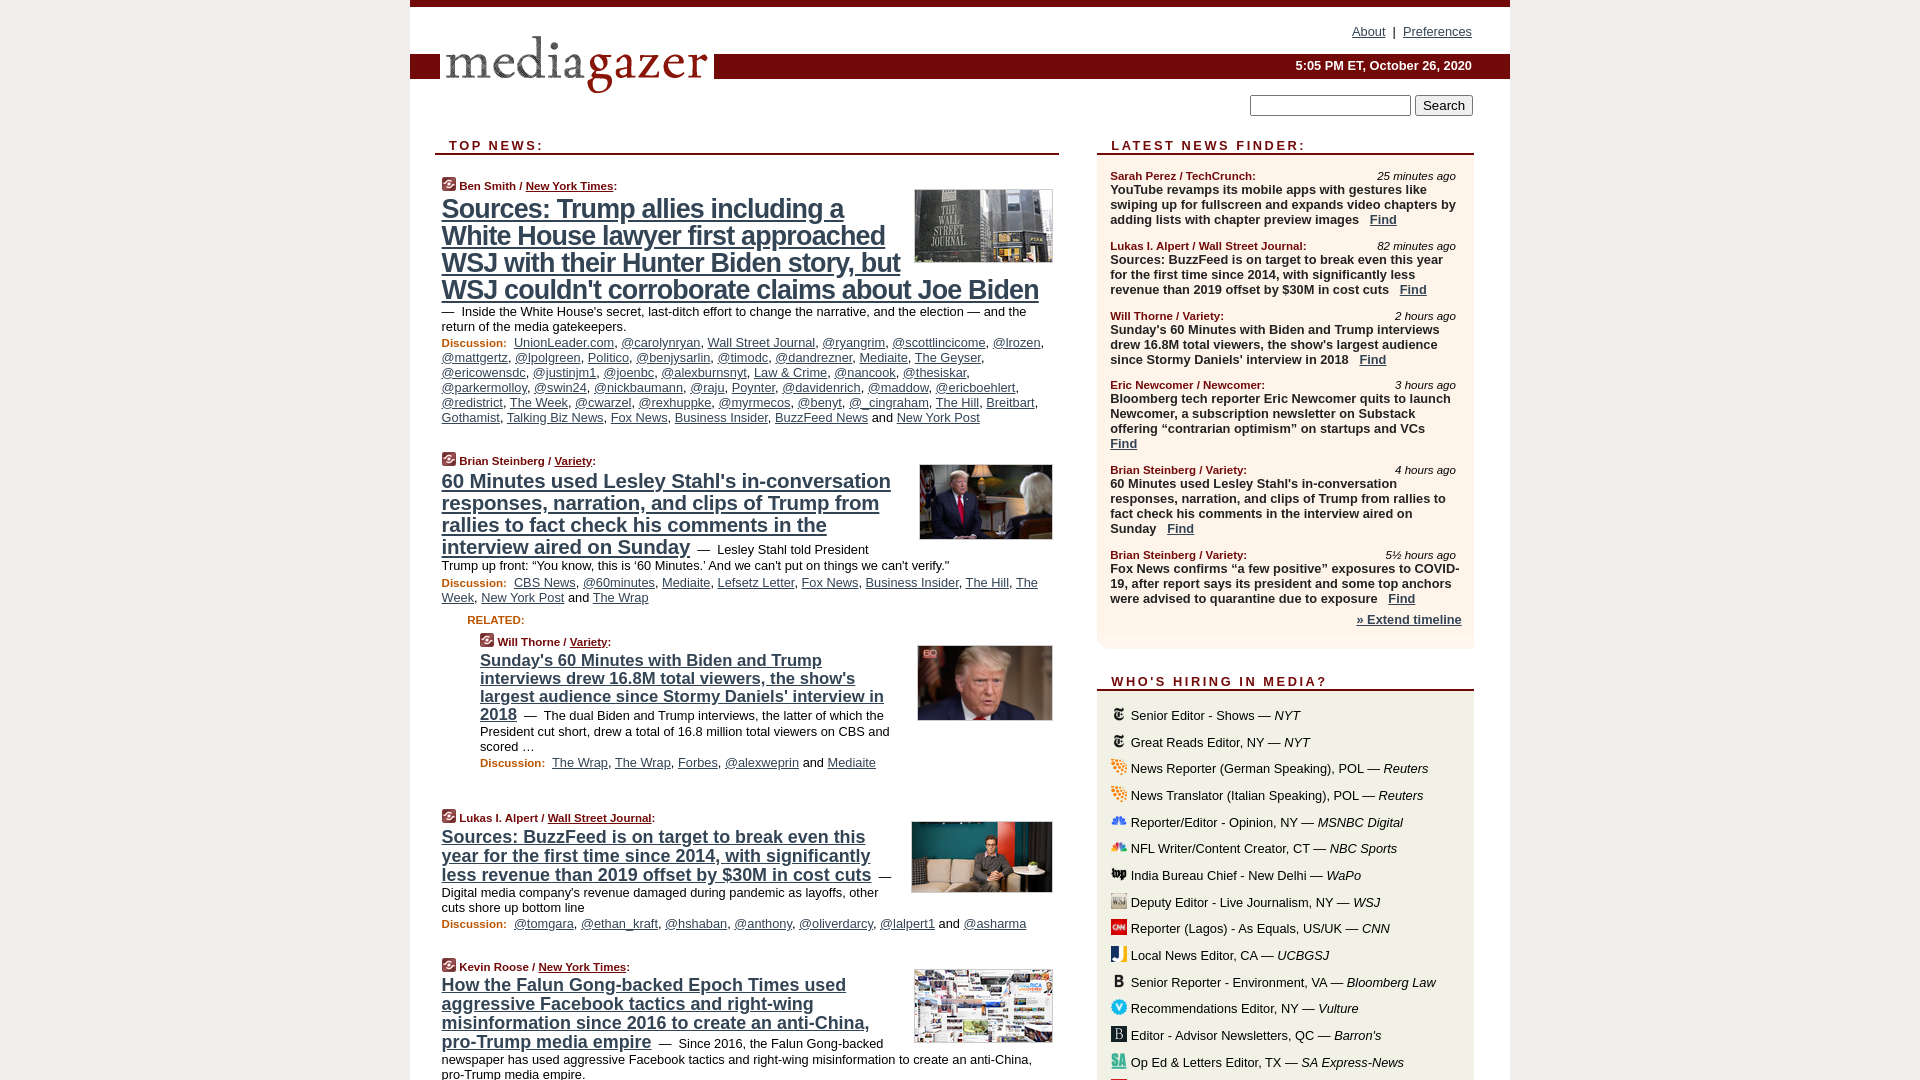 About | Preferences
mediagazer
5:05 PM ET, October 26, 2020
Search
TOP NEWS:
Ben Smith / New York Times:
THE WALL STREET JOURNAL
Sources: Trump allies including a
White House lawyer first approached
WSJ with their Hunter Biden story, but
WSJ couldn't corroborate claims about Joe Biden
— Inside the White House's secret, last-ditch effort to change the narrative, and the election — and the
return of the media gatekeepers.
Discussion: UnionLeader.com, @carolynryan, Wall Street Journal, @ryangrim, @scottlincicome, @lrozen,
@mattgertz, @lpolgreen, Politico, @benjysarlin, @timodc, @dandrezner, Mediaite, The Geyser,
@ericowensdc, @justinjm1, @joenbc, @alexburnsnyt, Law & Crime, @nancook, @thesiskar,
@parkermolloy, @swin24, @nickbaumann, @raju, Poynter, @davidenrich, @maddow, @ericboehlert,
@redistrict, The Week, @cwarzel, @rexhuppke, @myrmecos, @benyt, @_cingraham, The Hill, Breitbart,
Gothamist, Talking Biz News, Fox News, Business Insider, BuzzFeed News and New York Post
Brian Steinberg / Variety:
60 Minutes used Lesley Stahl's in-conversation
responses, narration, and clips of Trump from
rallies to fact check his comments in the
interview aired on Sunday — Lesley Stahl told President
Trump up front: “You know, this is ‘60 Minutes.’ And we can't put on things we can't verify."
Discussion: CBS News, @60minutes, Mediaite, Lefsetz Letter, Fox News, Business Insider, The Hill, The
Week, New York Post and The Wrap
RELATED:
Will Thorne / Variety:
60
Sunday's 60 Minutes with Biden and Trump
interviews drew 16.8M total viewers, the show's
largest audience since Stormy Daniels' interview in
2018 — The dual Biden and Trump interviews, the latter of which the
President cut short, drew a total of 16.8 million total viewers on CBS and
scored …
Discussion: The Wrap, The Wrap, Forbes, @alexweprin and Mediaite
Lukas I. Alpert / Wall Street Journal:
Sources: BuzzFeed is on target to break even this
year for the first time since 2014, with significantly
less revenue than 2019 offset by $30M in cost cuts —
Digital media company's revenue damaged during pandemic as layoffs, other
cuts shore up bottom line
Discussion: @tomgara, @ethan_kraft, @hshaban, @anthony, @oliverdarcy, @lalpert1 and @asharma
Kevin Roose / New York Times:
How the Falun Gong-backed Epoch Times used
aggressive Facebook tactics and right-wing
misinformation since 2016 to create an anti-China,
pro-Trump media empire — Since 2016, the Falun Gong-backed
newspaper has used aggressive Facebook tactics and right-wing misinformation to create an anti-China,
pro-Trump media empire.
LATEST NEWS FINDER:
Sarah Perez / TechCrunch: 25 minutes ago
YouTube revamps its mobile apps with gestures like
swiping up for fullscreen and expands video chapters by
adding lists with chapter preview images Find
Lukas I. Alpert / Wall Street Journal: 82 minutes ago
Sources: BuzzFeed is on target to break even this year
for the first time since 2014, with significantly less
revenue than 2019 offset by $30M in cost cuts Find
Will Thorne / Variety: 2 hours ago
Sunday's 60 Minutes with Biden and Trump interviews
drew 16.8M total viewers, the show's largest audience
since Stormy Daniels' interview in 2018 Find
Eric Newcomer / Newcomer: 3 hours ago
Bloomberg tech reporter Eric Newcomer quits to launch
Newcomer, a subscription newsletter on Substack
offering “contrarian optimism” on startups and VCs
Find
Brian Steinberg / Variety: 4 hours ago
60 Minutes used Lesley Stahl's in-conversation
responses, narration, and clips of Trump from rallies to
fact check his comments in the interview aired on
Sunday Find
Brian Steinberg / Variety: 5½ hours ago
Fox News confirms “a few positive” exposures to COVID-
19, after report says its president and some top anchors
were advised to quarantine due to exposure Find
» Extend timeline
WHO'S HIRING IN MEDIA?
Senior Editor - Shows — NYT
Great Reads Editor, NY — NYT
News Reporter (German Speaking), POL — Reuters
News Translator (Italian Speaking), POL — Reuters
Reporter/Editor - Opinion, NY — MSNBC Digital
NFL Writer/Content Creator, CT — NBC Sports
wp India Bureau Chief - New Delhi — WaPo
WSJ Deputy Editor - Live Journalism, NY — WSJ
CNN Reporter (Lagos) - As Equals, US/UK — CNN
Local News Editor, CA — UCBGSJ
B Senior Reporter - Environment, VA — Bloomberg Law
Recommendations Editor, NY — Vulture
B Editor - Advisor Newsletters, QC — Barron's
SA Op Ed & Letters Editor, TX — SA Express-News